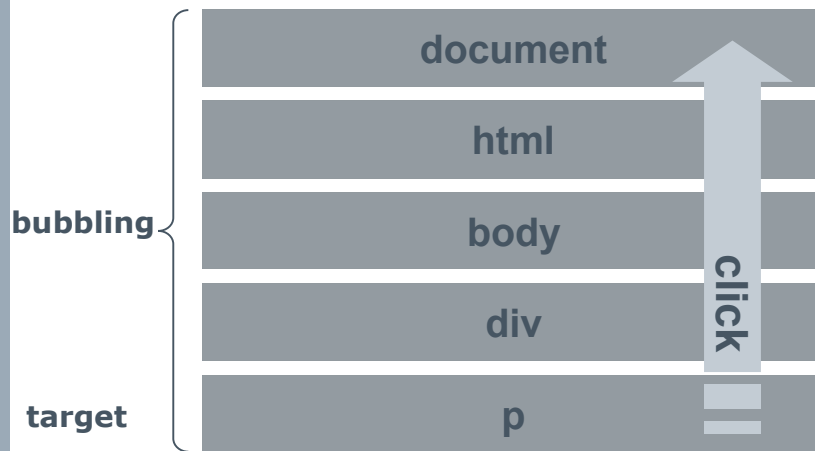 document
html
bubbling
body
click
div
target
p